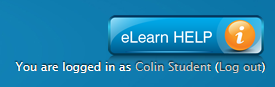 eLearn HELP i
You are logged in as Colin Student (Log out)